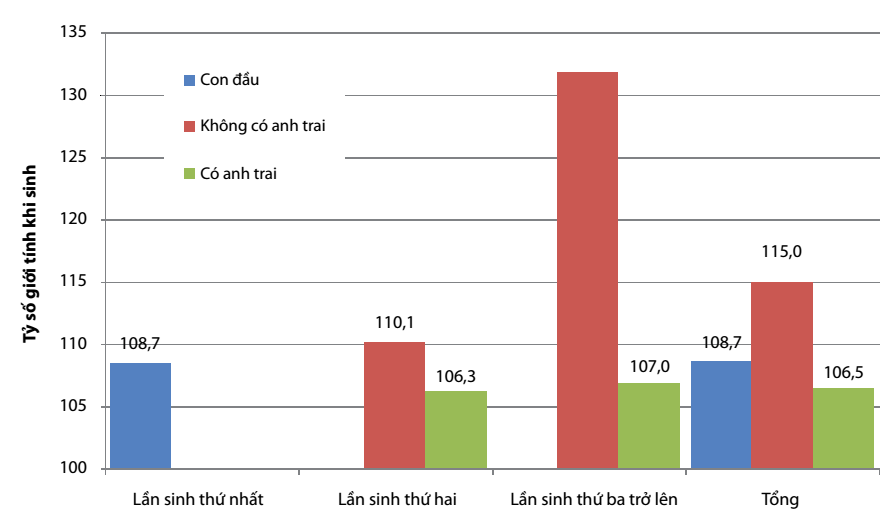 Tỷ số giới tính khi sinh
135
130
125
120
115
110
105
100
Con đầu
Không có anh trai
Có anh trai
108,7
110,1
106,3
107,0
108,7
115,0
106,5
Lần sinh thứ nhất
Lần sinh thứ hai
Lần sinh thứ ba trở lên
Tổng